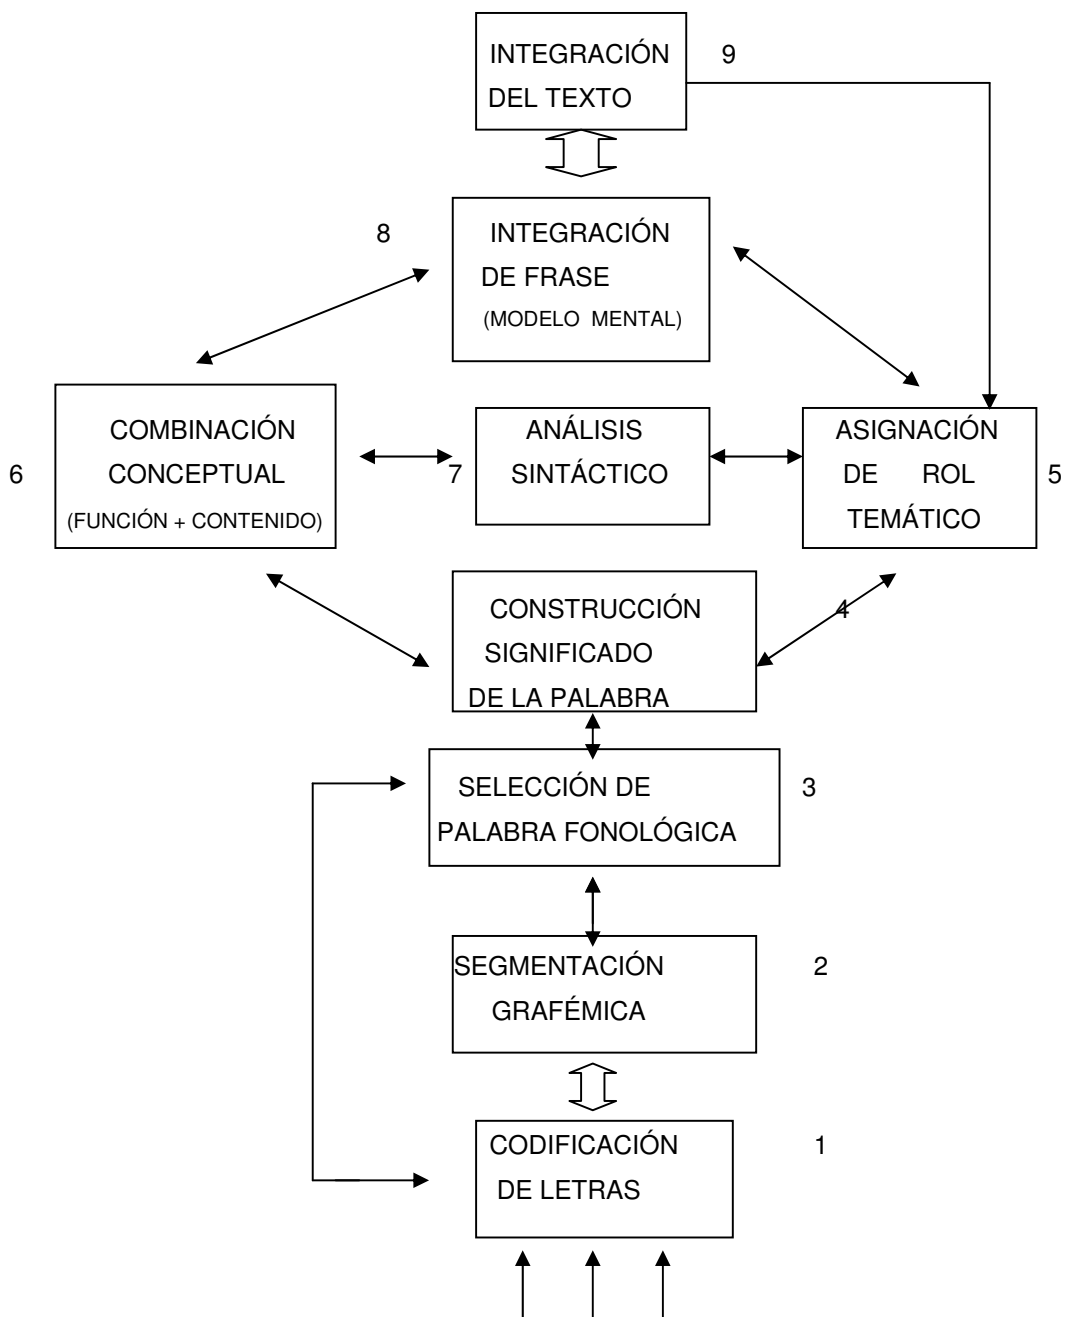 INTEGRACIÓN 9
DEL TEXTO
8 INTEGRACIÓN
DE FRASE
(MODELO MENTAL)
COMBINACIÓN ANÁLISIS ASIGNACIÓN
6 CONCEPTUAL 7 SINTÁCTICO DE ROL 5
(FUNCIÓN + CONTENIDO) TEMÁTICO
CONSTRUCCIÓN 4
SIGNIFICADO
DE LA PALABRA
SELECCIÓN DE 3
PALABRA FONOLÓGICA
SEGMENTACIÓN 2
GRAFÉMICA
CODIFICACIÓN 1
DE LETRAS